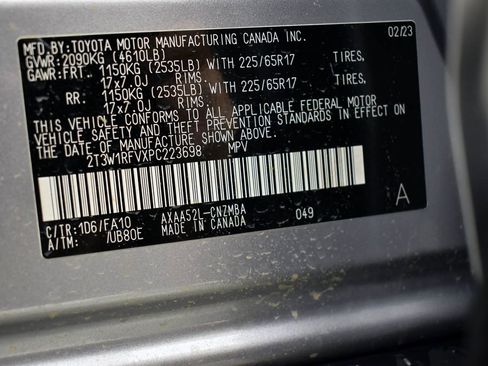 MFD.BY:TOYOTA MOTOR MANUFACTURING CANADA INC. 02/23
GVWR:2090KG (4610LB)
GAWR:FRT. 1150KG (2535LB) WITH 225/65R17 TIRES,
17x7.0J RIMS.
RR: 1150KG (2535LB) WITH 225/65R17 TIRES,
17x7.0J RIMS.
THIS VEHICLE CONFORMS TO ALL APPLICABLE FEDERAL MOTOR
VEHICLE SAFETY AND THEFT PREVENTION STANDARDS IN EFFECT ON
THE DATE OF MANUFACTURE SHOWN ABOVE.
2T3W1RFVXPC223698 MPV
C/TR:1D6/FA10 AXAA52L-CNZMBA 049 A
A/TM: /UB80E MADE IN CANADA